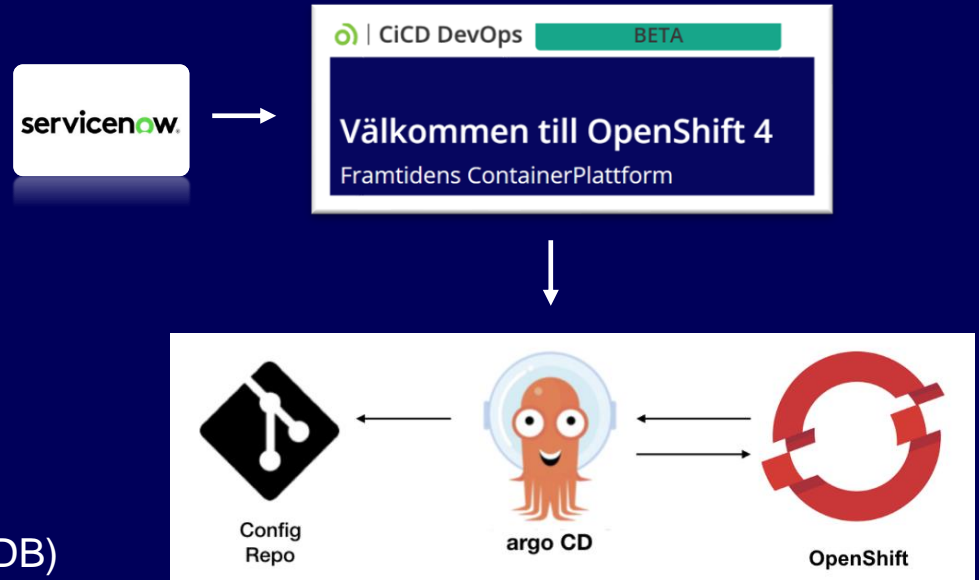 servicenow.
CiCD DevOps BETA
Välkommen till OpenShift 4
Framtidens ContainerPlattform
Config
Repo
argo CD
OpenShift
DB)